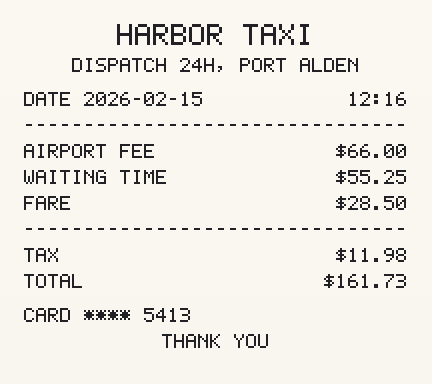 HARBOR TAXI
DISPATCH 24H, PORT ALDEN
DATE 2026-02-15 12:16
--------------------------------
AIRPORT FEE $66.00
WAITING TIME $55.25
FARE $28.50
--------------------------------
TAX $11.98
TOTAL $161.73
CARD **** 5413
THANK YOU